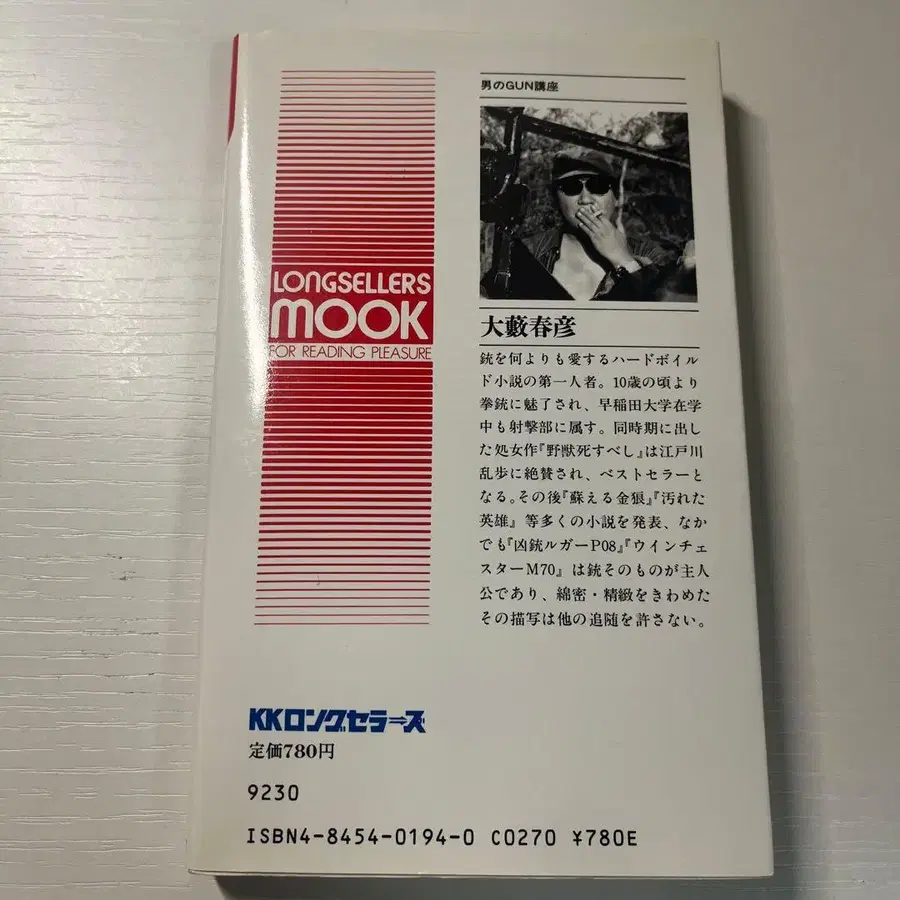 男のGUN講座
LONGSELLERS
MOOK
FOR READING PLEASURE
大藪春彦
銃を何よりも愛するハードボイル
ド小説の第一人者。10歳の頃より
拳銃に魅了され、早稲田大学在学
中も射撃部に属す。同時期に出し
た処女作『野獣死すべし』は江戸川
乱歩に絶賛され、ベストセラーと
なる。その後『蘇える金狼』『汚れた
英雄』等多くの小説を発表、なか
でも『凶銃ルガーP08』『ウインチェ
スターM70』は銃そのものが主人
公であり、綿密・精緻をきわめた
その描写は他の追随を許さない。
KKロングセラーズ
定価780円
9230
ISBN4-8454-0194-0 C0270 ¥780E